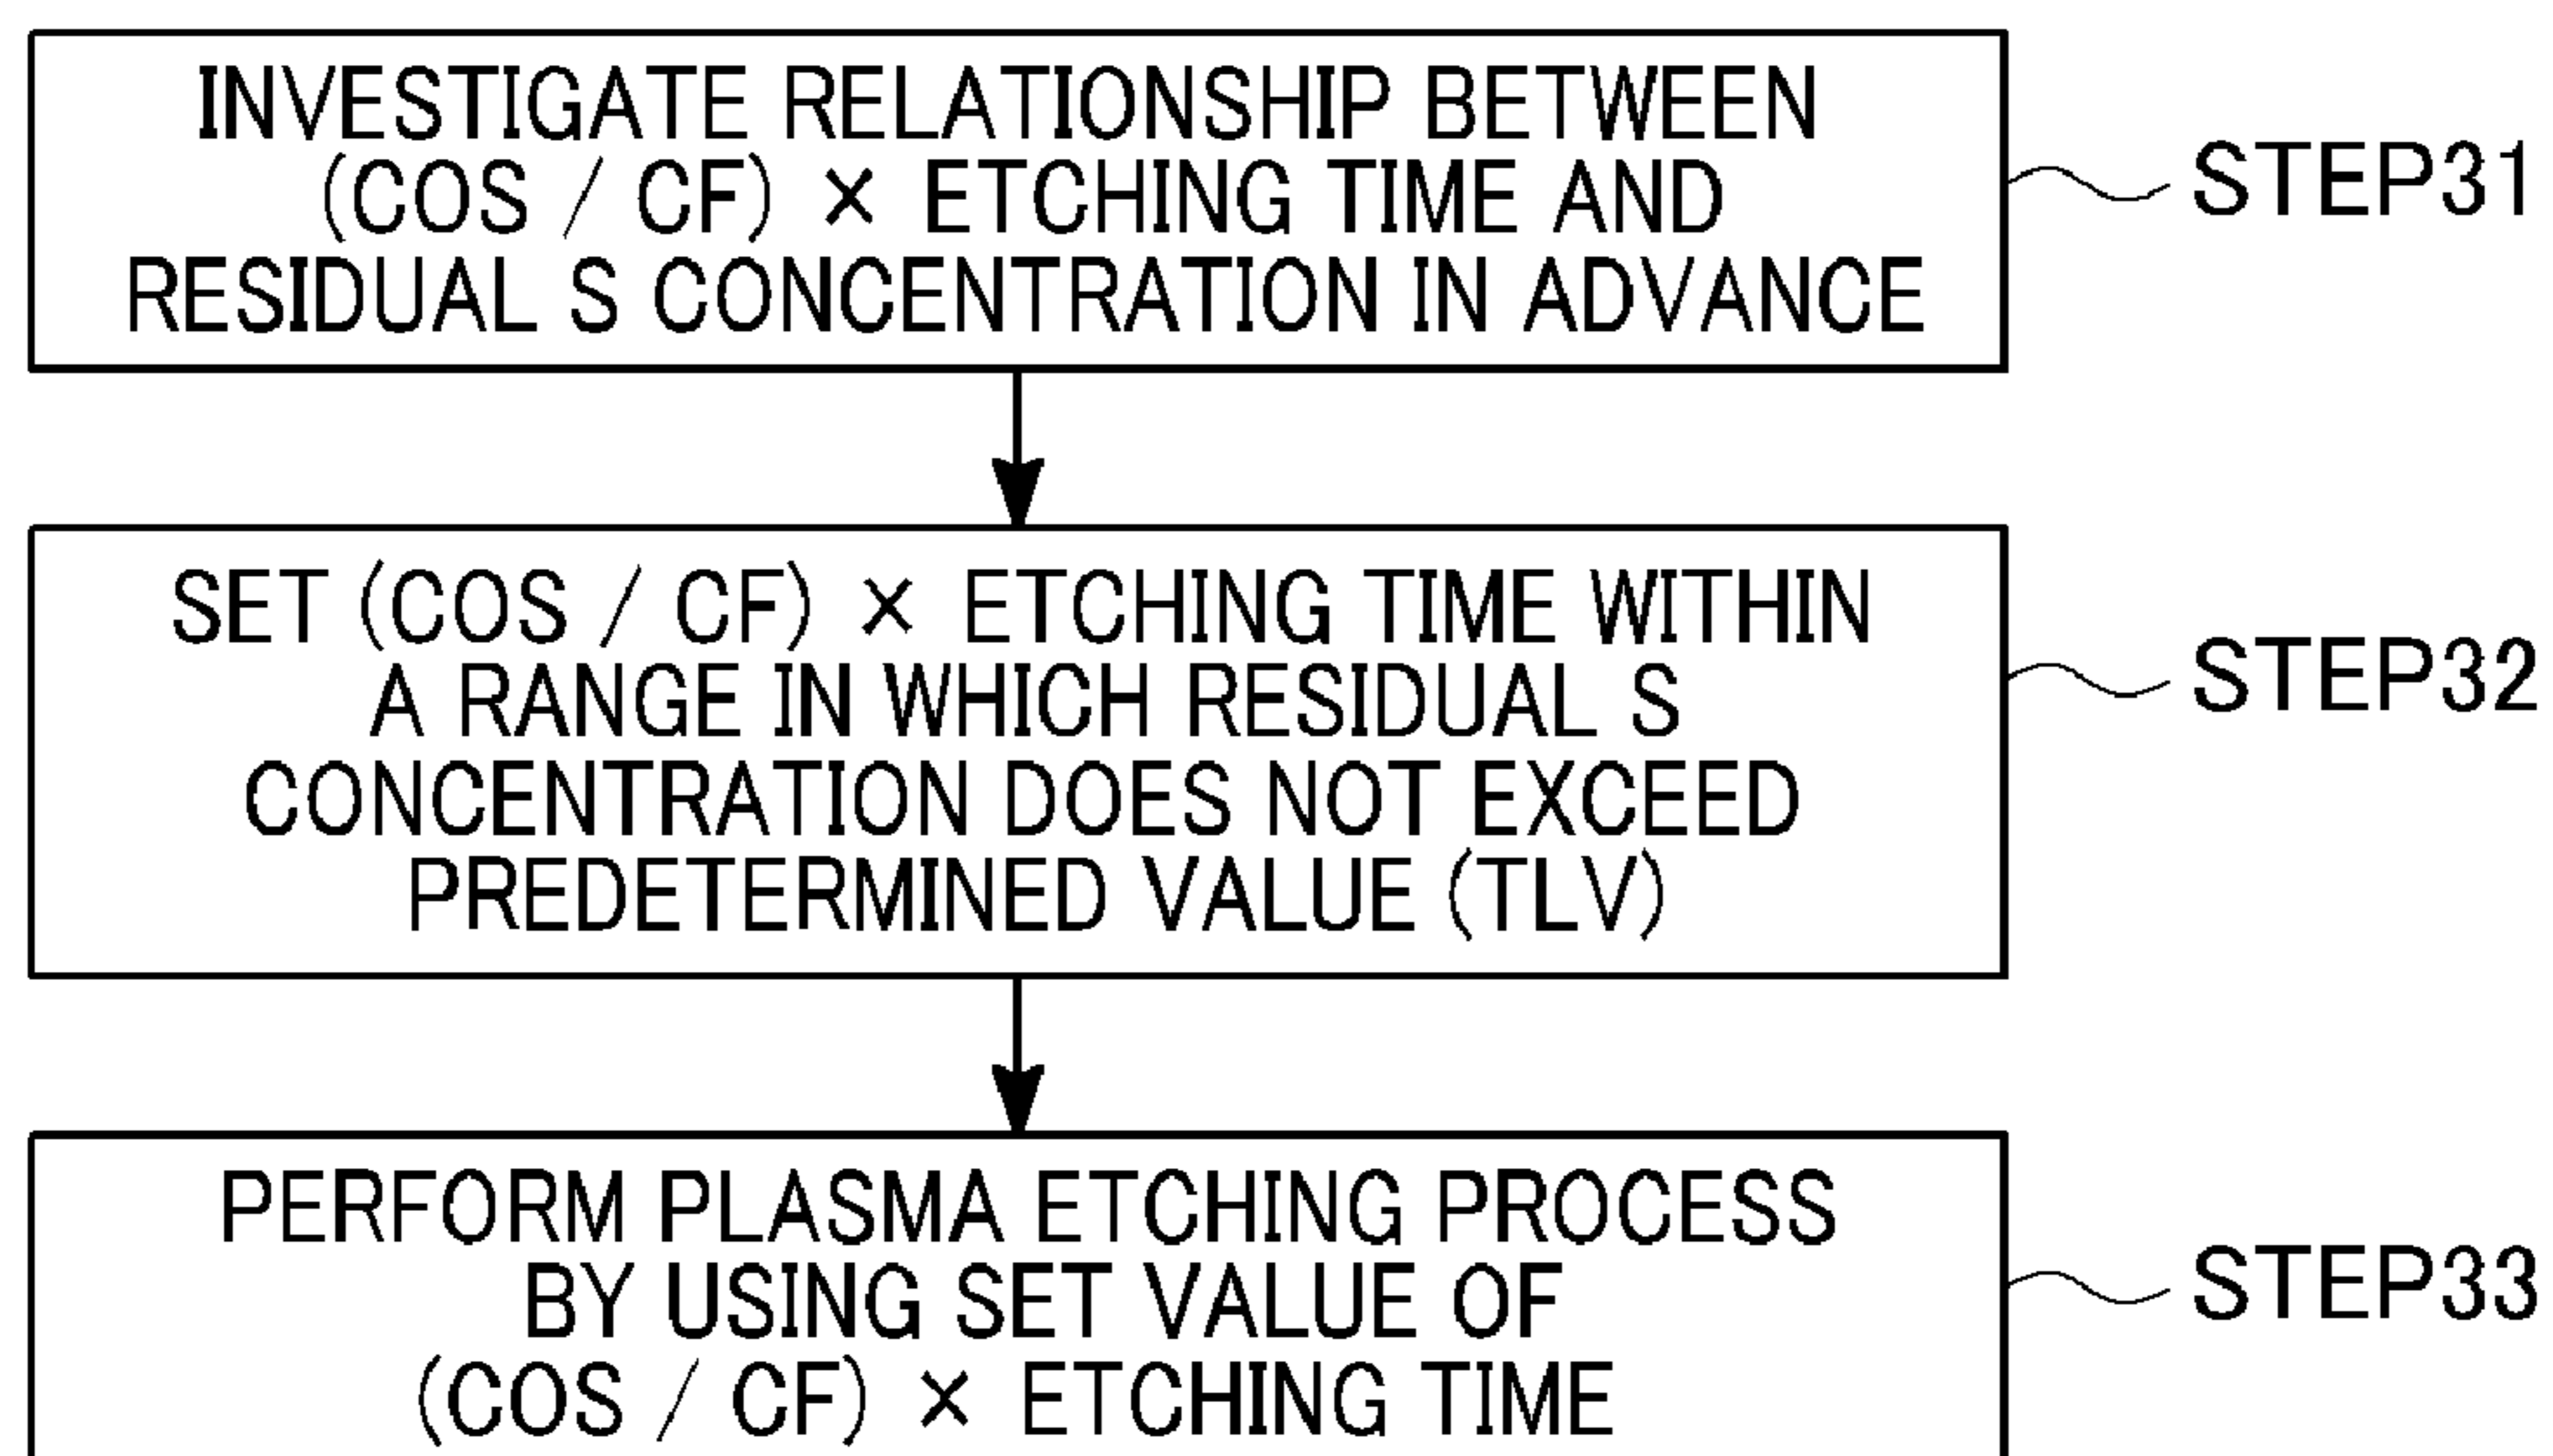 INVESTIGATE RELATIONSHIP BETWEEN
(COS / CF) × ETCHING TIME AND
RESIDUAL S CONCENTRATION IN ADVANCE
STEP31
SET (COS / CF) × ETCHING TIME WITHIN
A RANGE IN WHICH RESIDUAL S
CONCENTRATION DOES NOT EXCEED
PREDETERMINED VALUE (TLV)
STEP32
PERFORM PLASMA ETCHING PROCESS
BY USING SET VALUE OF
(COS / CF) × ETCHING TIME
STEP33